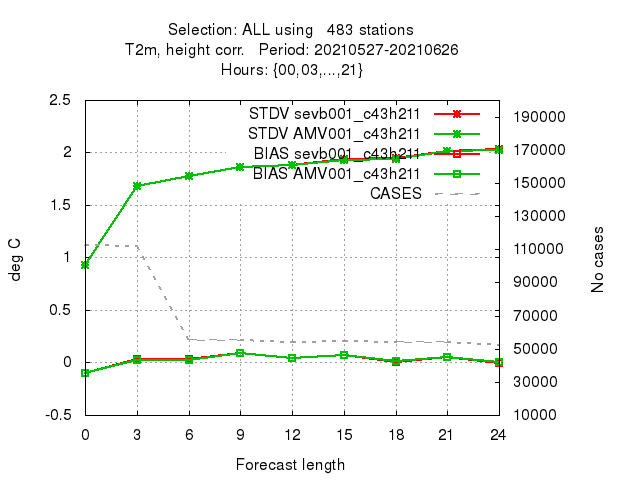 Selection: ALL using 483 stations
T2m, height corr. Period: 20210527-20210626
Hours: {00,03,...,21}
STDV sevb001_c43h211
STDV AMV001_c43h211
BIAS sevb001_c43h211
BIAS AMV001_c43h211
CASES
deg C
2.5
2
1.5
1
0.5
0
-0.5
190000
170000
150000
130000
110000
90000
70000
50000
30000
10000
No cases
0 3 6 9 12 15 18 21 24
Forecast length